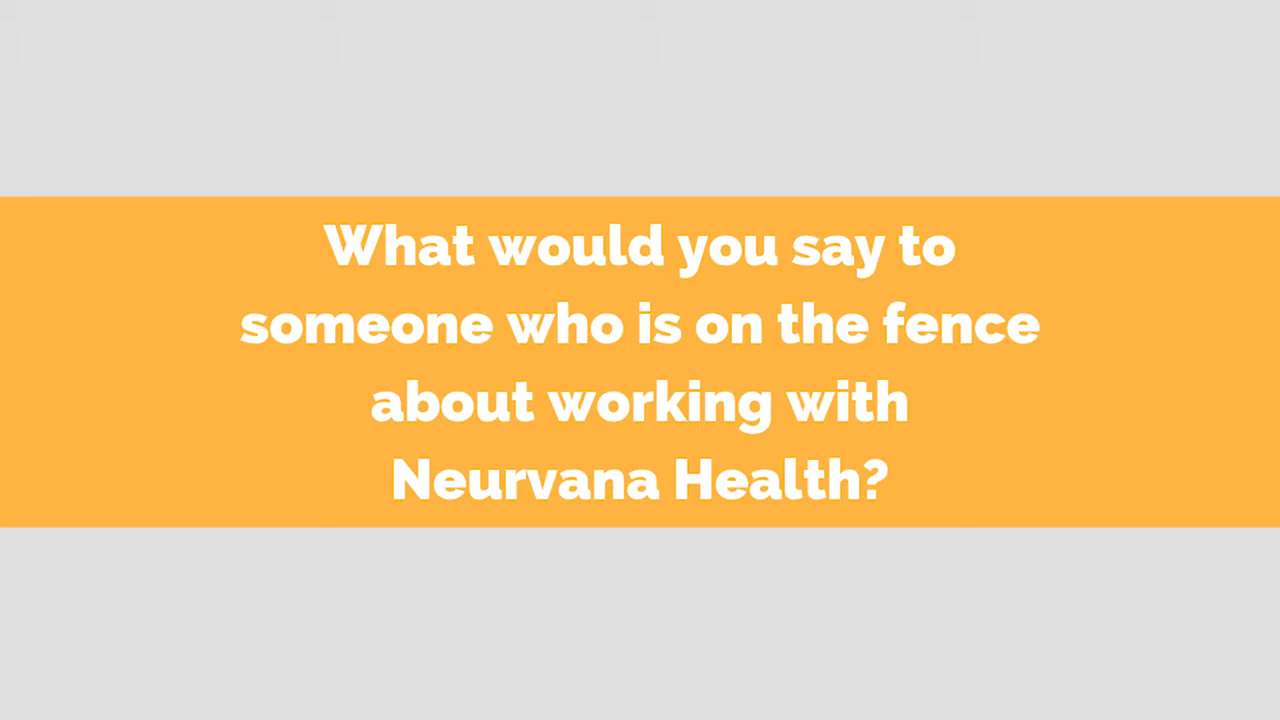 What would you say to
someone who is on the fence
about working with
Neurvana Health?